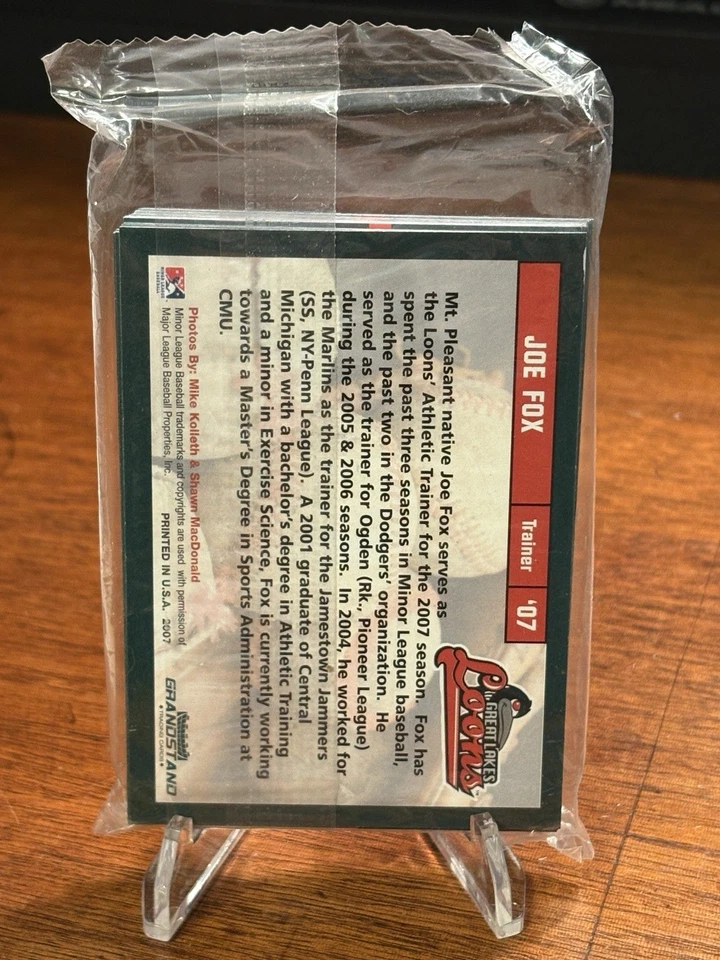 JOE FOX Trainer '07
GREAT LAKES
Loons
Mt. Pleasant native Joe Fox serves as
the Loons' Athletic Trainer for the 2007 season. Fox has
spent the past three seasons in Minor League baseball,
and the past two in the Dodgers' organization. He
served as the trainer for Ogden (Rk., Pioneer League)
during the 2005 & 2006 seasons. In 2004, he worked for
the Marlins as the trainer for the Jamestown Jammers
(SS, NY-Penn League). A 2001 graduate of Central
Michigan with a bachelor's degree in Athletic Training
and a minor in Exercise Science, Fox is currently working
towards a Master's Degree in Sports Administration at
CMU.
Photos By: Mike Kolleth & Shawn MacDonald
Minor League Baseball trademarks and copyrights are used with permission of
Major League Baseball Properties, Inc. PRINTED IN U.S.A. 2007
MINOR LEAGUE
BASEBALL
GRANDSTAND
TRADING CARDS